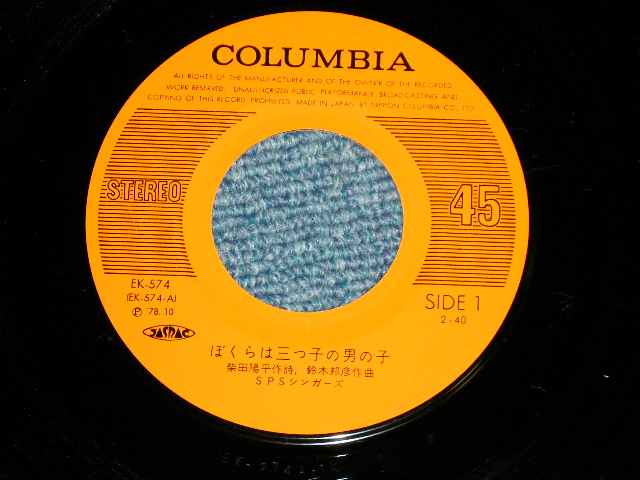 COLUMBIA
ALL RIGHTS OF THE MANUFACTURER AND OF THE OWNER OF THE RECORDED
WORK RESERVED. UNAUTHORIZED PUBLIC PERFORMANCE BROADCASTING AND
COPYING OF THIS RECORD PROHIBITED. MADE IN JAPAN BY NIPPON COLUMBIA CO., LTD.
STEREO
45
EK-574
(EK-574-A)
Ⓟ '78.10
JASRAC
SIDE 1
2:40
ぼくらは三つ子の男の子
柴田陽平作詩, 鈴木邦彦作曲
SPSシンガーズ